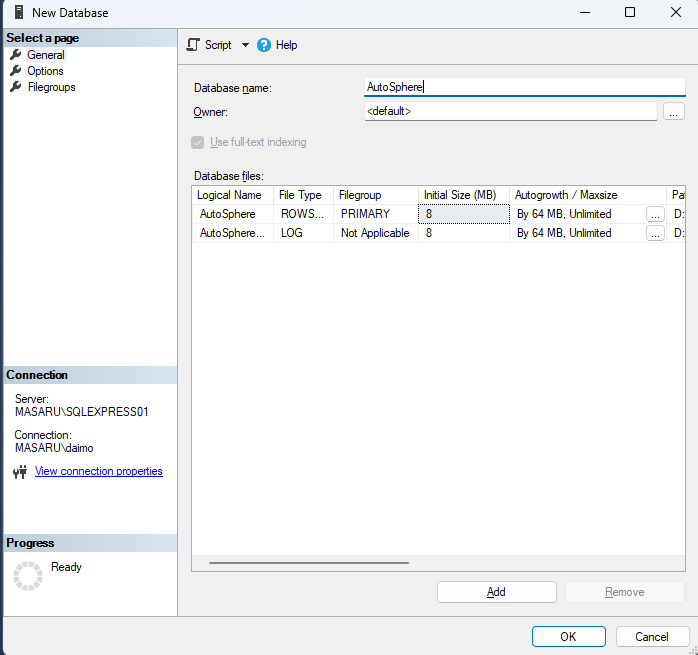 New Database
Select a page
General
Options
Filegroups
Script
Help
Database name:
AutoSphere
Owner:
<default>
...
Use full-text indexing
Database files:
Logical Name File Type Filegroup Initial Size (MB) Autogrowth / Maxsize Pa
AutoSphere ROWS... PRIMARY 8 By 64 MB, Unlimited ... D:
AutoSphere... LOG Not Applicable 8 By 64 MB, Unlimited ... D:
Connection
Server:
MASARU\SQLEXPRESS01
Connection:
MASARU\daimo
View connection properties
Progress
Ready
Add Remove
OK Cancel